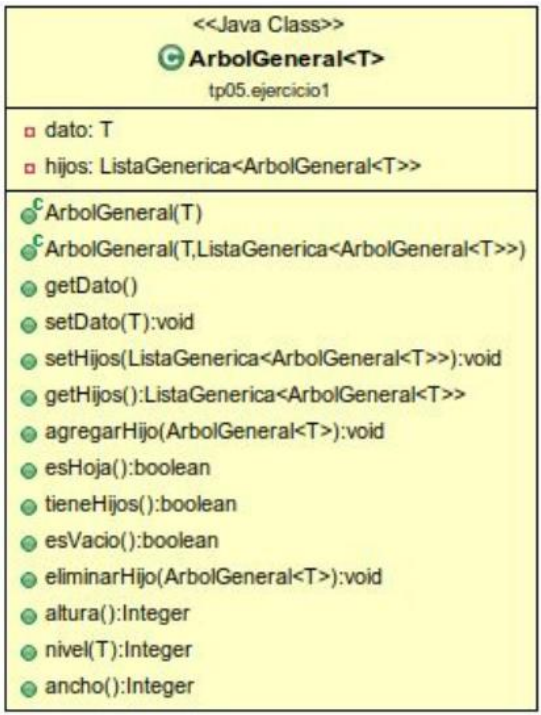 <<Java Class>>
ArbolGeneral<T>
tp05.ejercicio1
dato: T
hijos: ListaGenerica<ArbolGeneral<T>>
ArbolGeneral(T)
ArbolGeneral(T,ListaGenerica<ArbolGeneral<T>>)
getDato()
setDato(T):void
setHijos(ListaGenerica<ArbolGeneral<T>>):void
getHijos():ListaGenerica<ArbolGeneral<T>>
agregarHijo(ArbolGeneral<T>):void
esHoja():boolean
tieneHijos():boolean
esVacio():boolean
eliminarHijo(ArbolGeneral<T>):void
altura():Integer
nivel(T):Integer
ancho():Integer